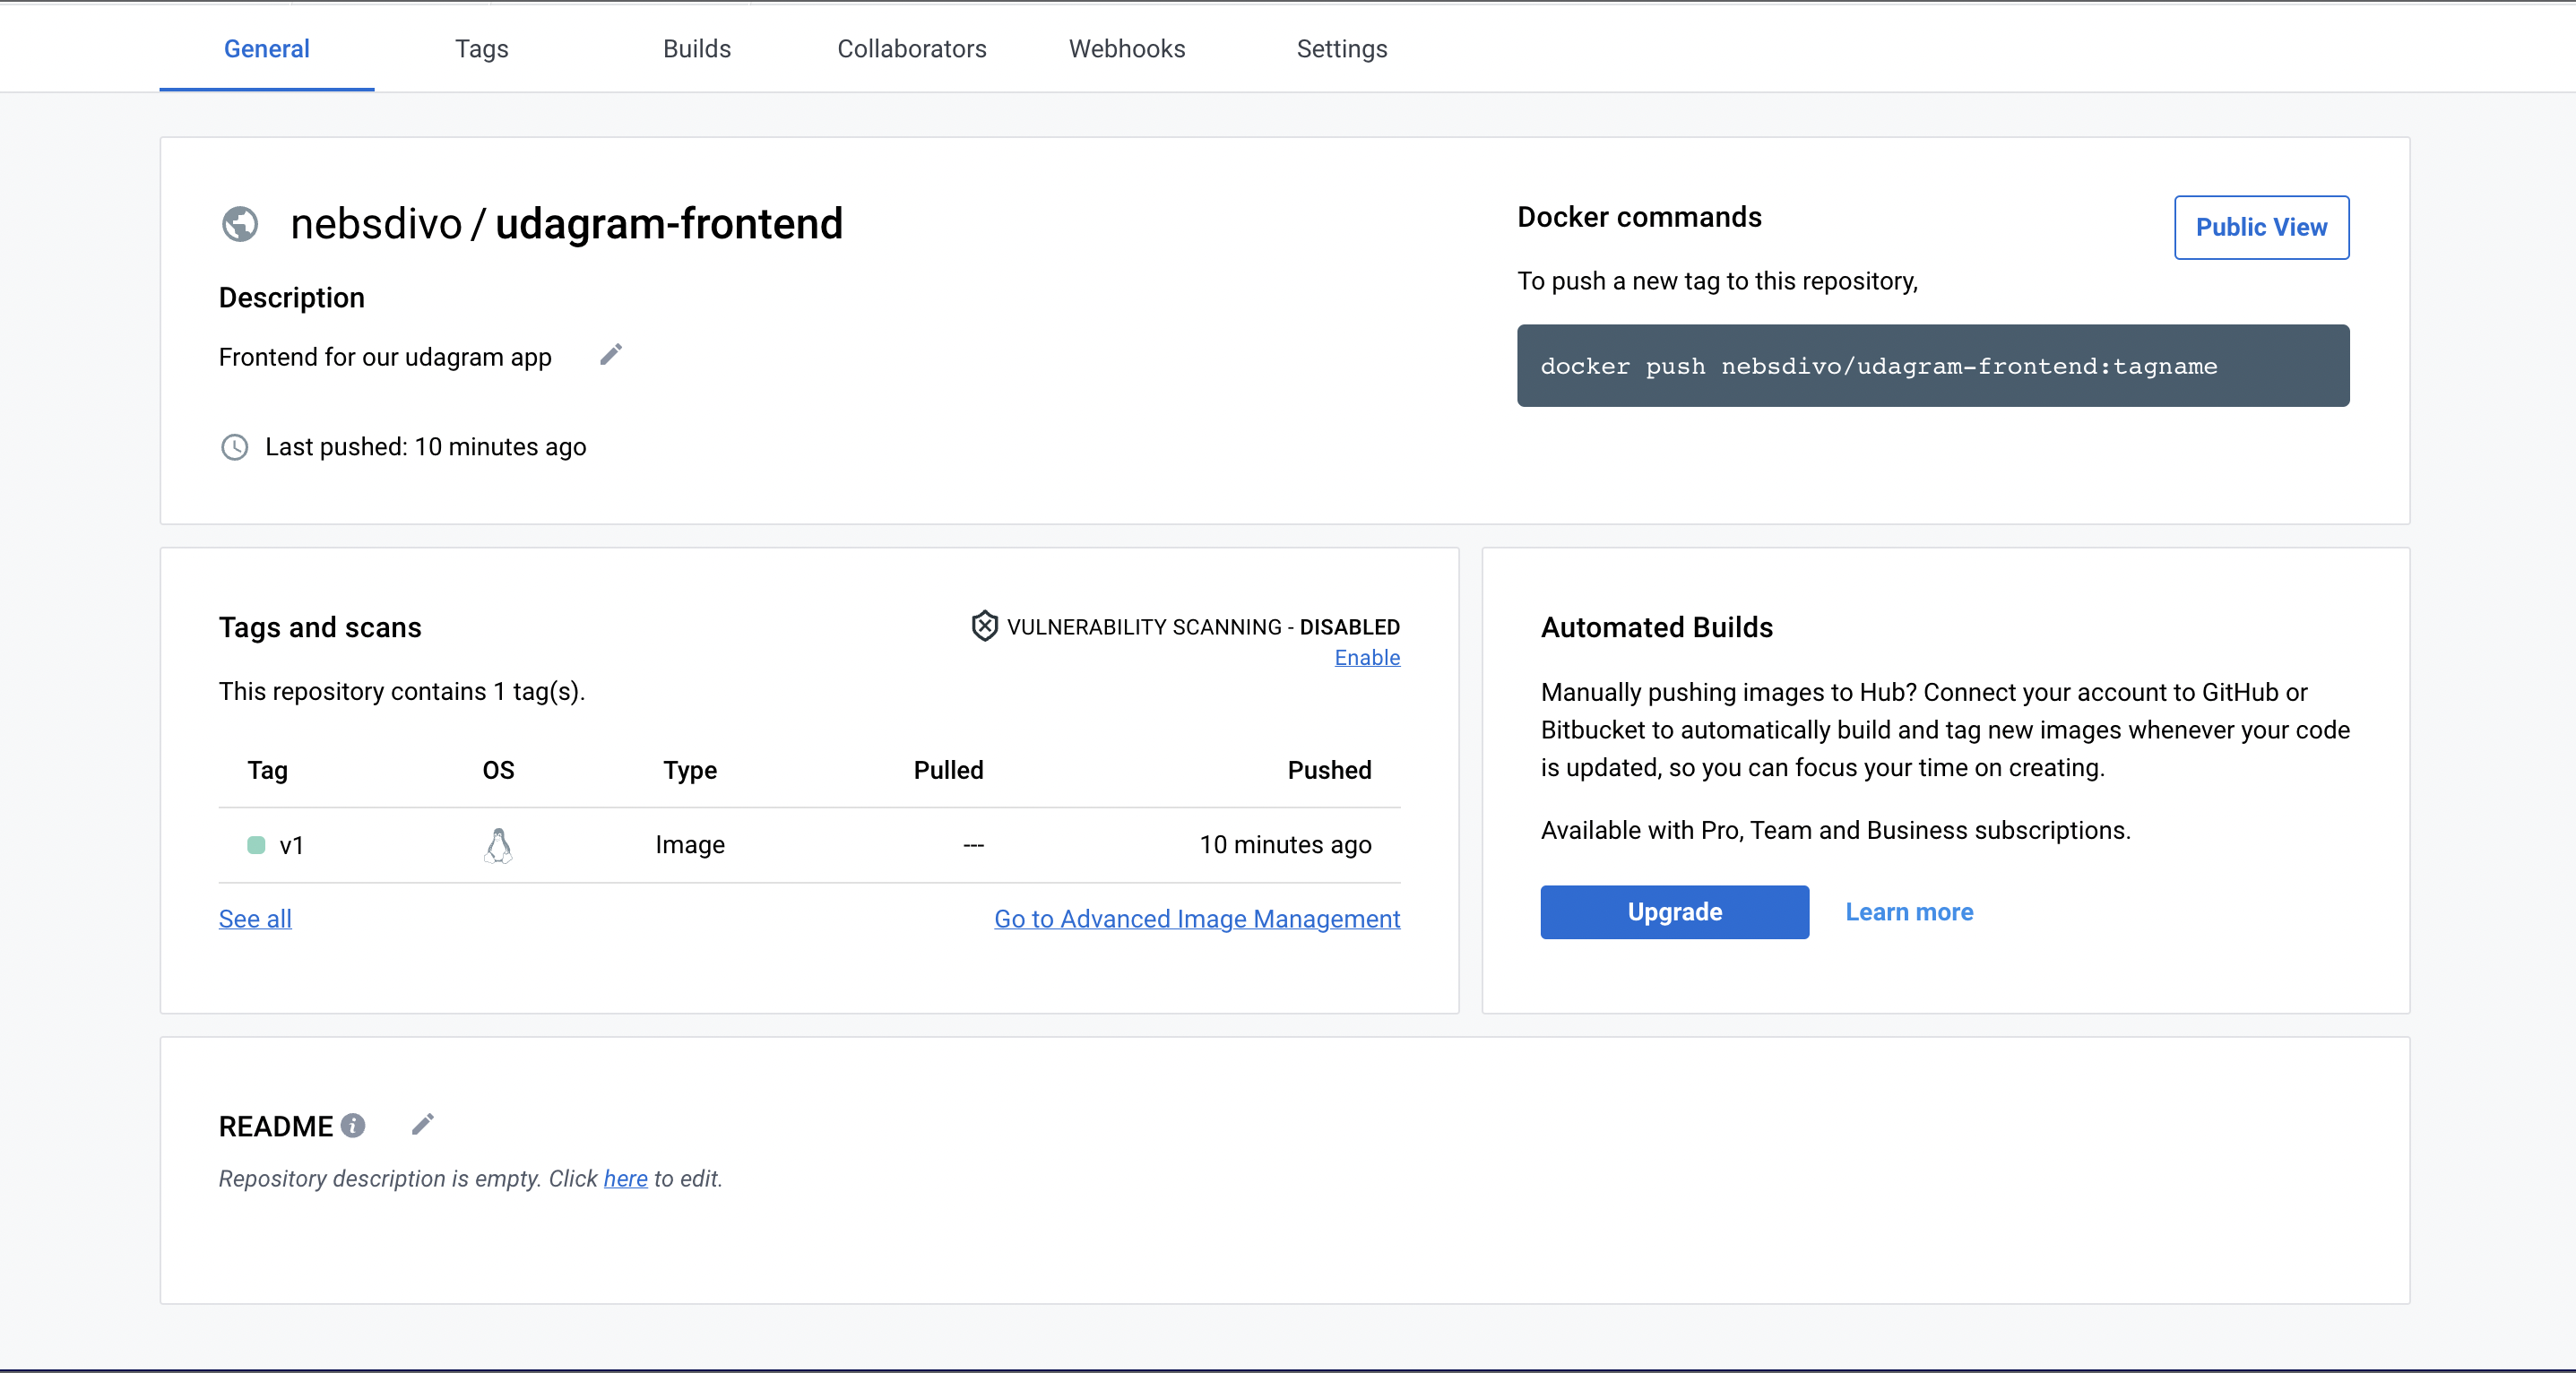 General Tags Builds Collaborators Webhooks Settings
nebsdivo / udagram-frontend
Description
Frontend for our udagram app
Last pushed: 10 minutes ago
Docker commands
Public View
To push a new tag to this repository,
docker push nebsdivo/udagram-frontend:tagname
Tags and scans
VULNERABILITY SCANNING - DISABLED
Enable
This repository contains 1 tag(s).
Tag OS Type Pulled Pushed
v1 Image --- 10 minutes ago
See all
Go to Advanced Image Management
Automated Builds
Manually pushing images to Hub? Connect your account to GitHub or
Bitbucket to automatically build and tag new images whenever your code
is updated, so you can focus your time on creating.
Available with Pro, Team and Business subscriptions.
Upgrade Learn more
README
Repository description is empty. Click here to edit.